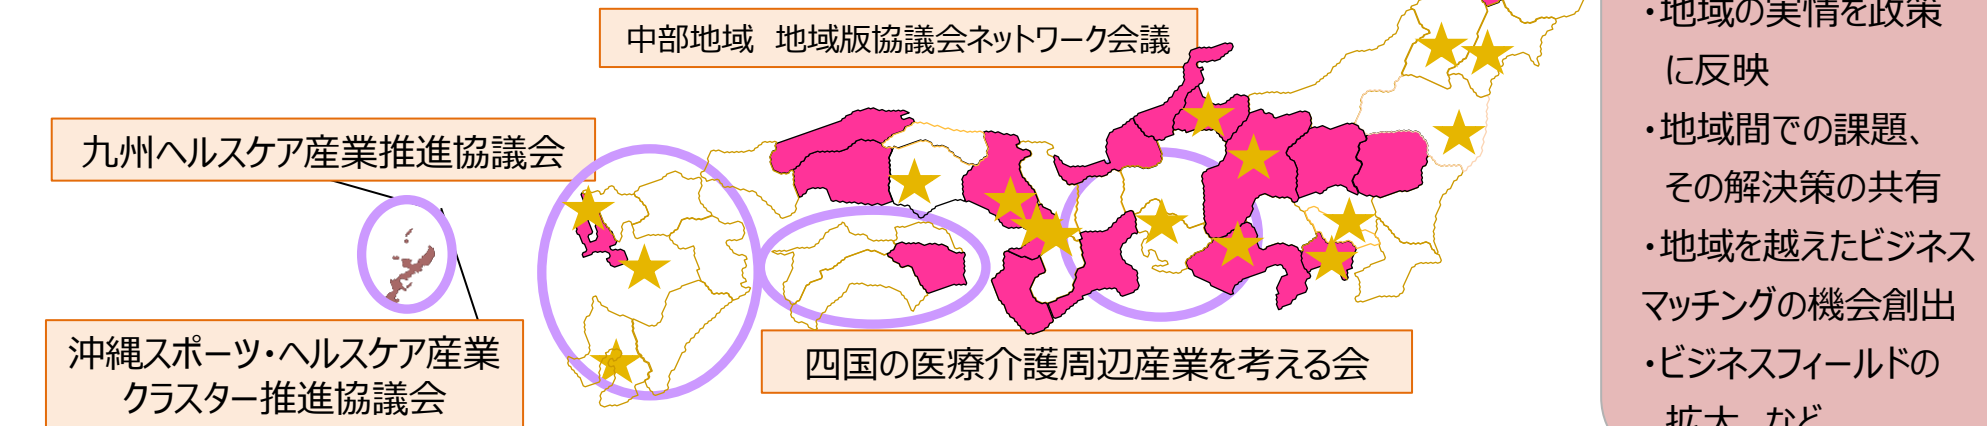 中部地域　地域版協議会ネットワーク会議
九州ヘルスケア産業推進協議会
沖縄スポーツ・ヘルスケア産業
クラスター推進協議会
四国の医療介護周辺産業を考える会
・地域の実情を政策
に反映
・地域間での課題、
その解決策の共有
・地域を越えたビジネス
マッチングの機会創出
・ビジネスフィールドの
拡大　など